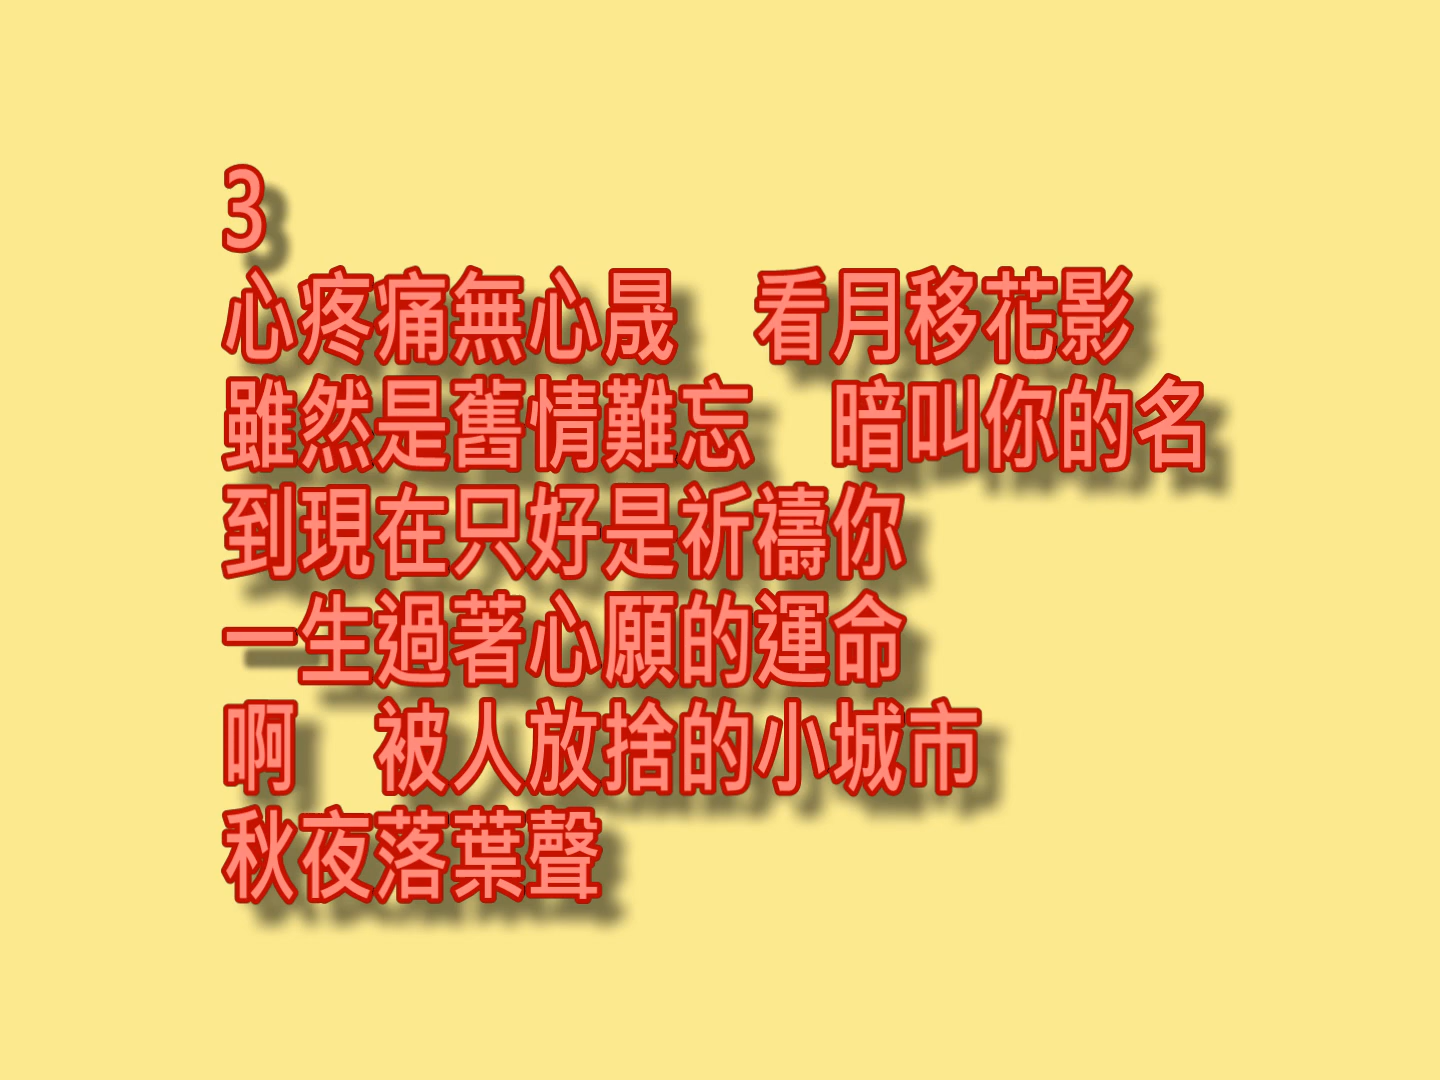 3
心疼痛無心晟　看月移花影
雖然是舊情難忘　暗叫你的名
到現在只好是祈禱你
一生過著心願的運命
啊　被人放捨的小城市
秋夜落葉聲